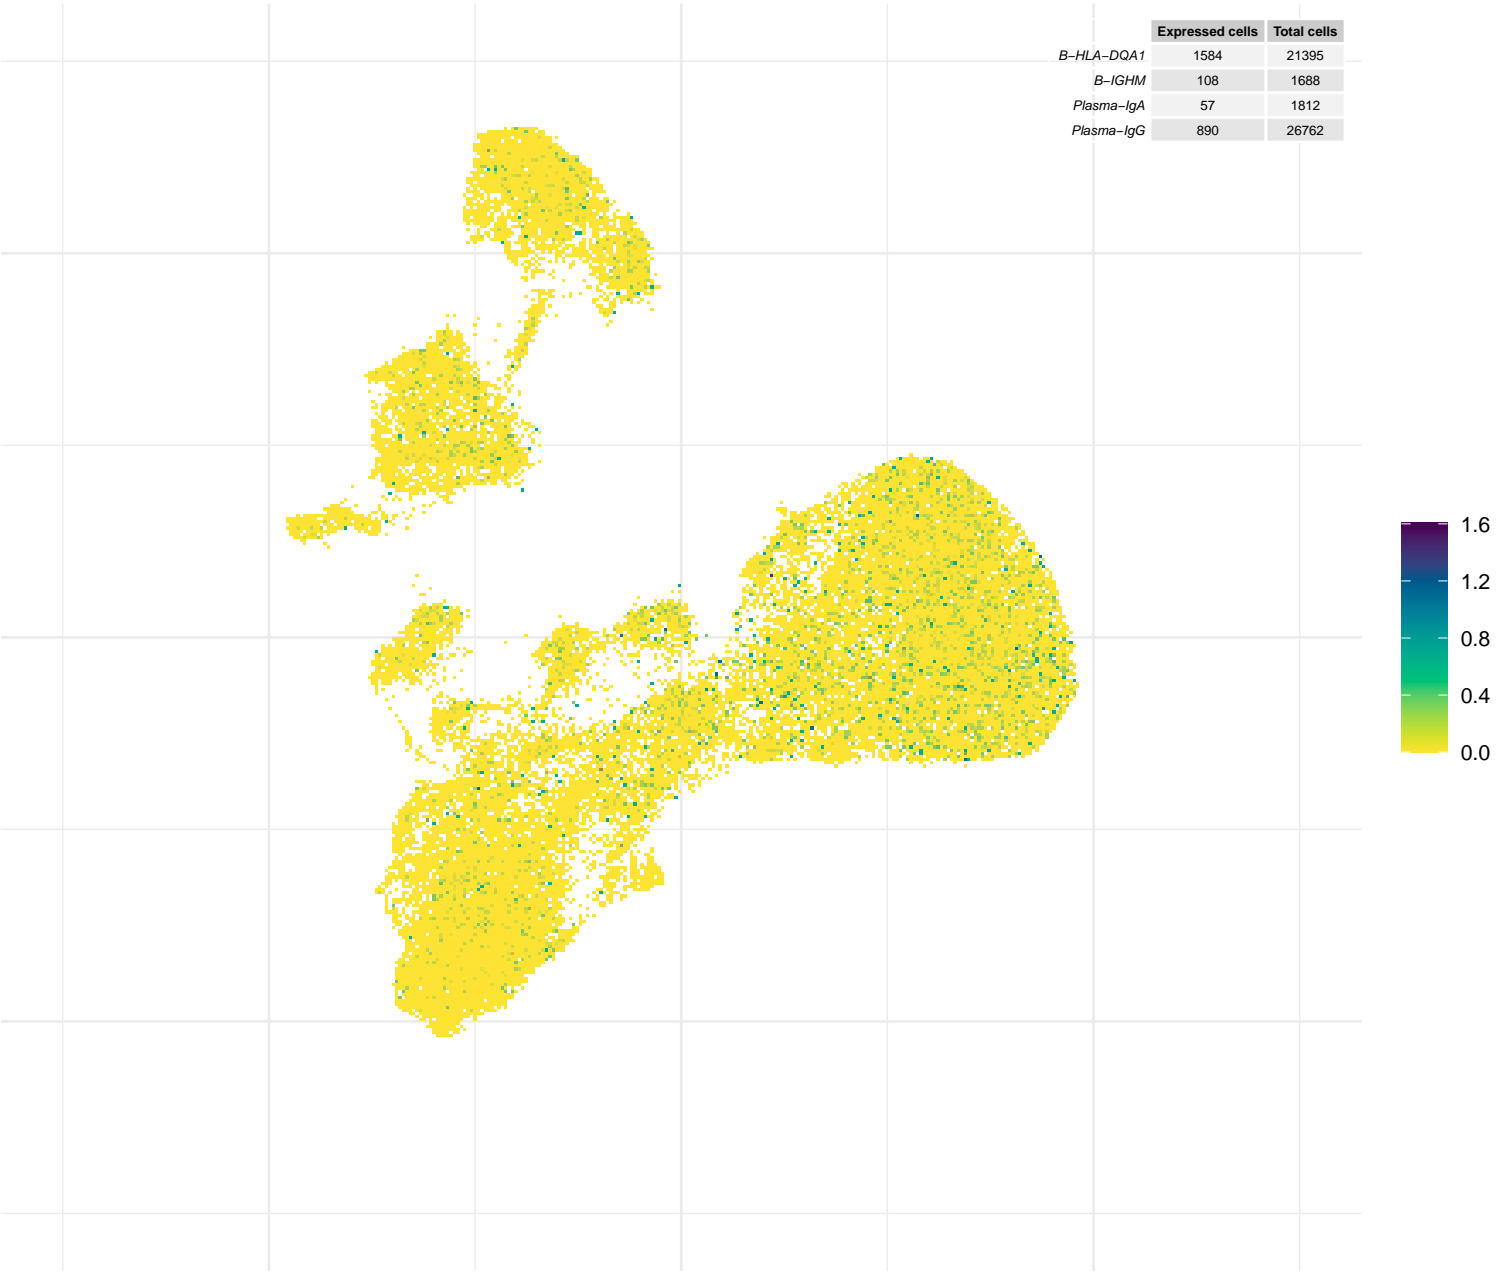 Expressed cells Total cells
B−HLA−DQA1 1584 21395
B−IGHM 108 1688
Plasma−IgA 57 1812
Plasma−IgG 890 26762
1.6
1.2
0.8
0.4
0.0